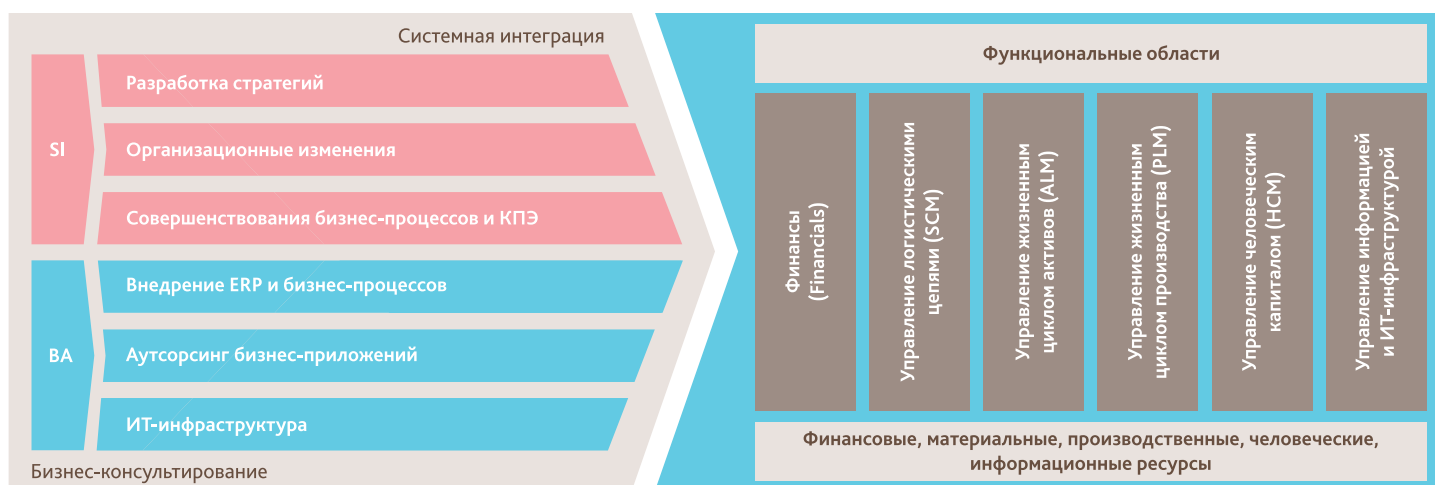 Системная интеграция
SI
Разработка стратегий
Организационные изменения
Совершенствования бизнес-процессов и КПЭ
BA
Внедрение ERP и бизнес-процессов
Аутсорсинг бизнес-приложений
ИТ-инфраструктура
Бизнес-консультирование
Функциональные области
Финансы
(Financials)
Управление логистическими
цепями (SCM)
Управление жизненным
циклом активов (ALM)
Управление жизненным
циклом производства (PLM)
Управление человеческим
капиталом (HCM)
Управление информацией
и ИТ-инфраструктурой
Финансовые, материальные, производственные, человеческие,
информационные ресурсы